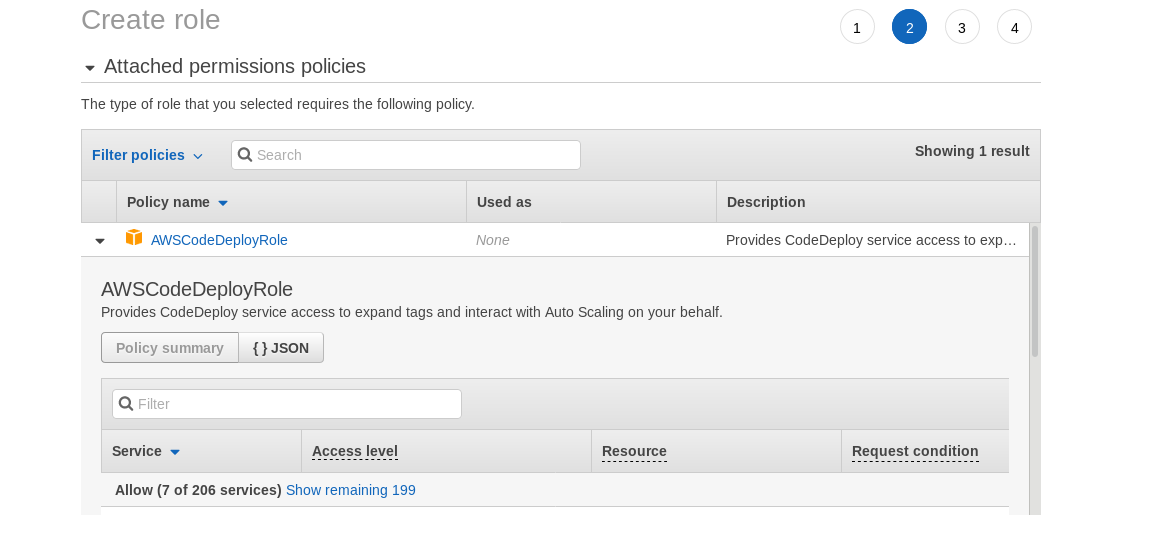 Create role
1 2 3 4
Attached permissions policies
The type of role that you selected requires the following policy.
Filter policies Search Showing 1 result
Policy name Used as Description
AWSCodeDeployRole None Provides CodeDeploy service access to exp…
AWSCodeDeployRole
Provides CodeDeploy service access to expand tags and interact with Auto Scaling on your behalf.
Policy summary { } JSON
Filter
Service Access level Resource Request condition
Allow (7 of 206 services) Show remaining 199